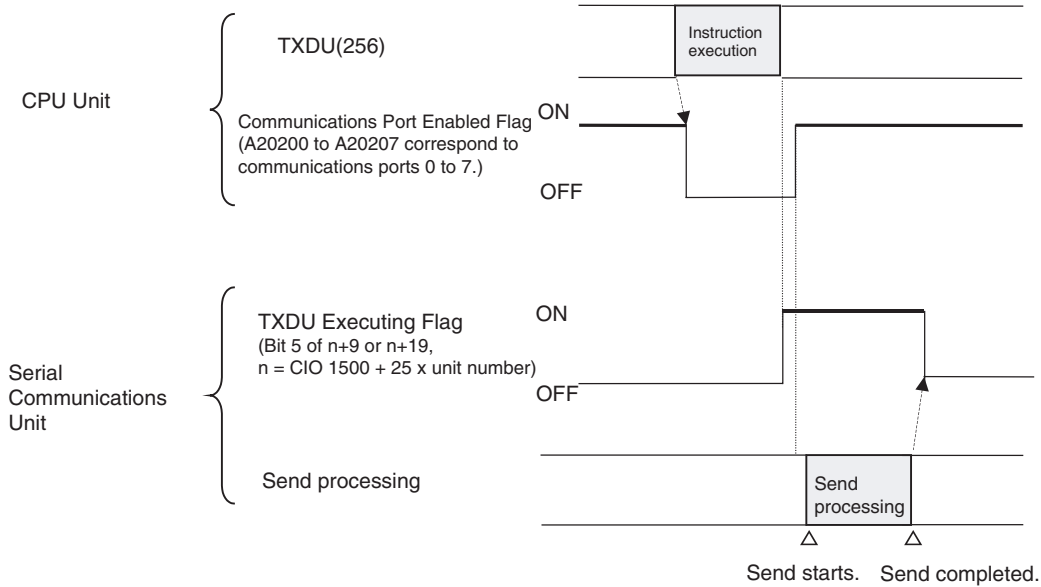 CPU Unit
TXDU(256)
Instruction
execution
Communications Port Enabled Flag
(A20200 to A20207 correspond to
communications ports 0 to 7.)
ON
OFF
Serial
Communications
Unit
TXDU Executing Flag
(Bit 5 of n+9 or n+19,
n = CIO 1500 + 25 x unit number)
ON
OFF
Send processing
Send
processing
Send starts.
Send completed.